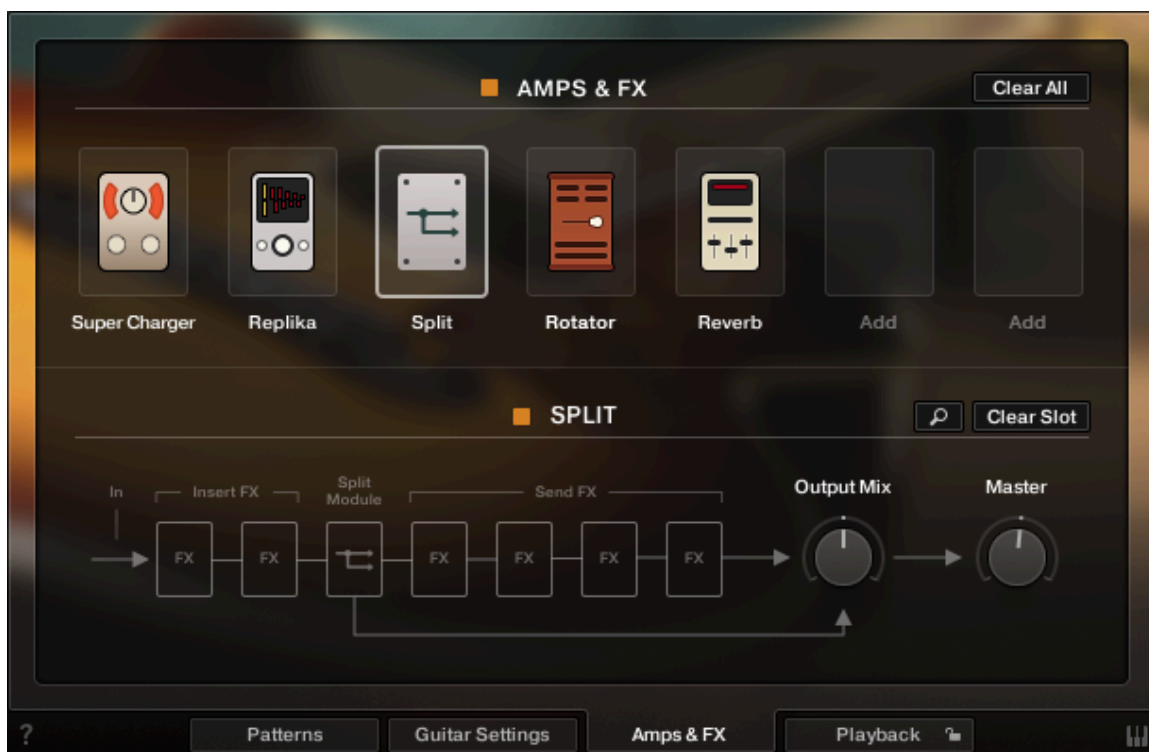 AMPS & FX
Clear All
Super Charger
Replika
Split
Rotator
Reverb
Add
Add
SPLIT
Clear Slot
In
Insert FX
Split
Module
Send FX
Output Mix
Master
FX
FX
FX
FX
FX
FX
?
Patterns
Guitar Settings
Amps & FX
Playback